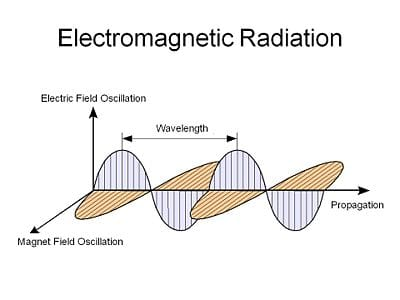 Electromagnetic Radiation
Electric Field Oscillation
Wavelength
Propagation
Magnet Field Oscillation